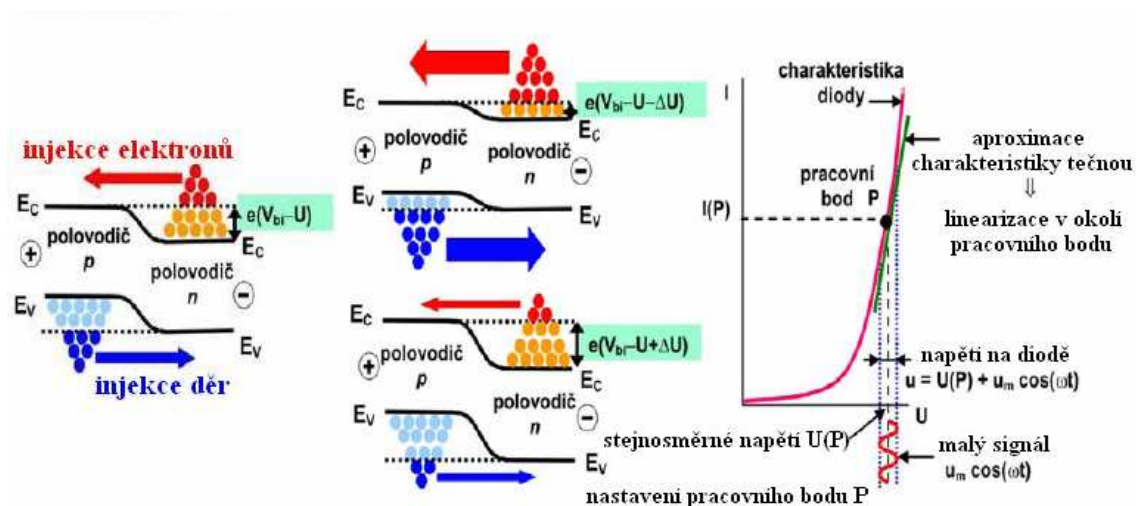 injekce elektronů
E_C
polovodič
p
+
e(V_bi–U)
E_C
polovodič
n
–
E_V
E_V
injekce děr
E_C
polovodič
p
+
e(V_bi–U–ΔU)
E_C
polovodič
n
–
E_V
E_V
E_C
polovodič
p
+
e(V_bi–U+ΔU)
E_C
polovodič
n
–
E_V
E_V
I
charakteristika
diody
aproximace
charakteristiky tečnou
⇓
linearizace v okolí
pracovního bodu
pracovní
bod P
I(P)
napětí na diodě
u = U(P) + u_m cos(ωt)
U
stejnosměrné napětí U(P)
malý signál
u_m cos(ωt)
nastavení pracovního bodu P